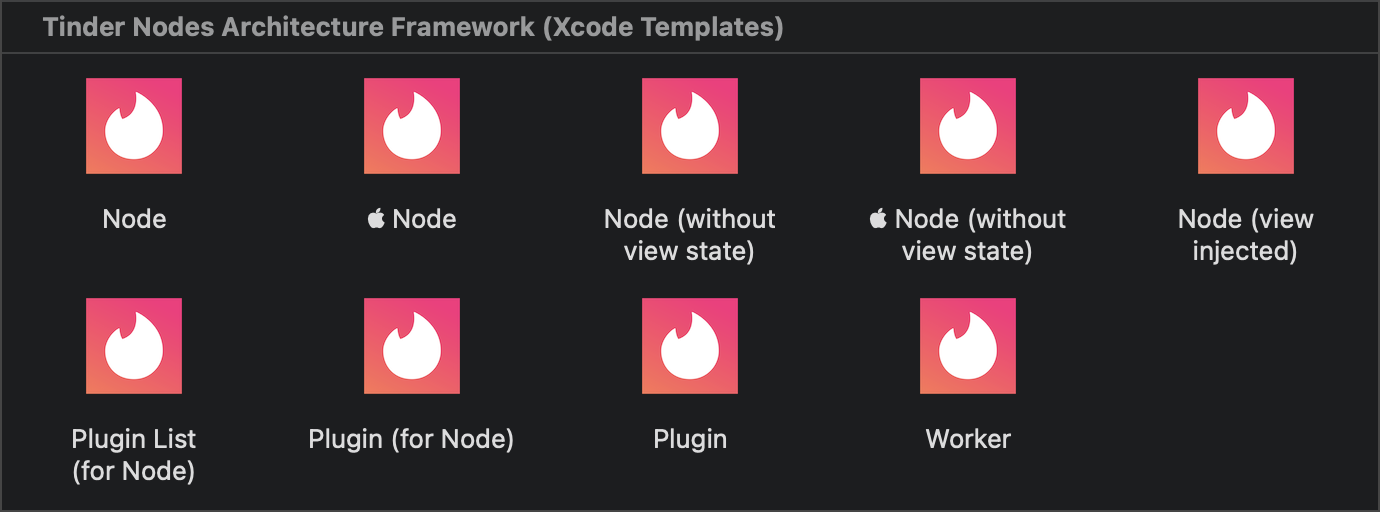 Tinder Nodes Architecture Framework (Xcode Templates)
Node
 Node
Node (without
view state)
 Node (without
view state)
Node (view
injected)
Plugin List
(for Node)
Plugin (for Node)
Plugin
Worker